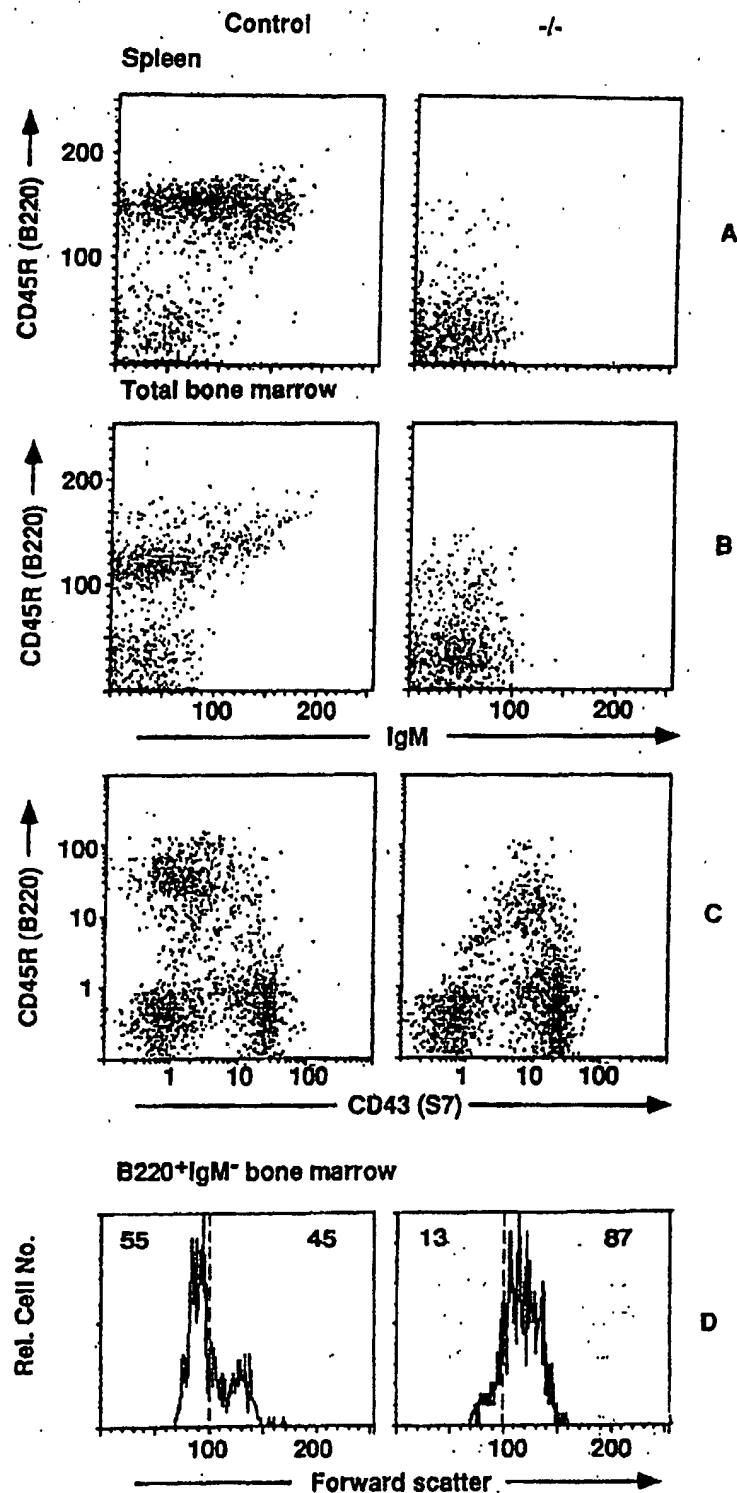 Control -/-
Spleen
CD45R (B220)
200
100
A
Total bone marrow
CD45R (B220)
200
100
B
100 200 100 200
IgM
CD45R (B220)
100
10
1
C
1 10 100 1 10 100
CD43 (S7)
B220+IgM- bone marrow
Rel. Cell No.
55 45 13 87
D
100 200 100 200
Forward scatter